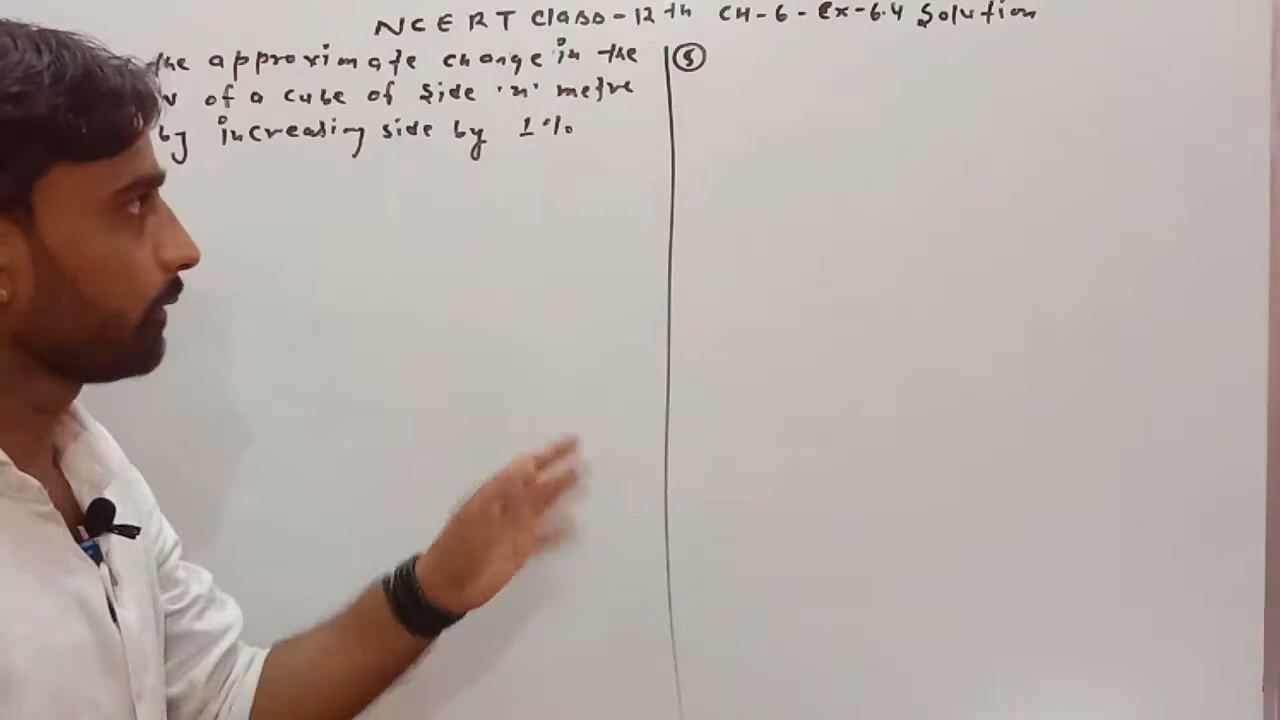 NCERT Class-12th CH-6-Ex-6.4 Solution
the approximate change in the
v of a cube of side 'x' metre
by increasing side by 1%
5